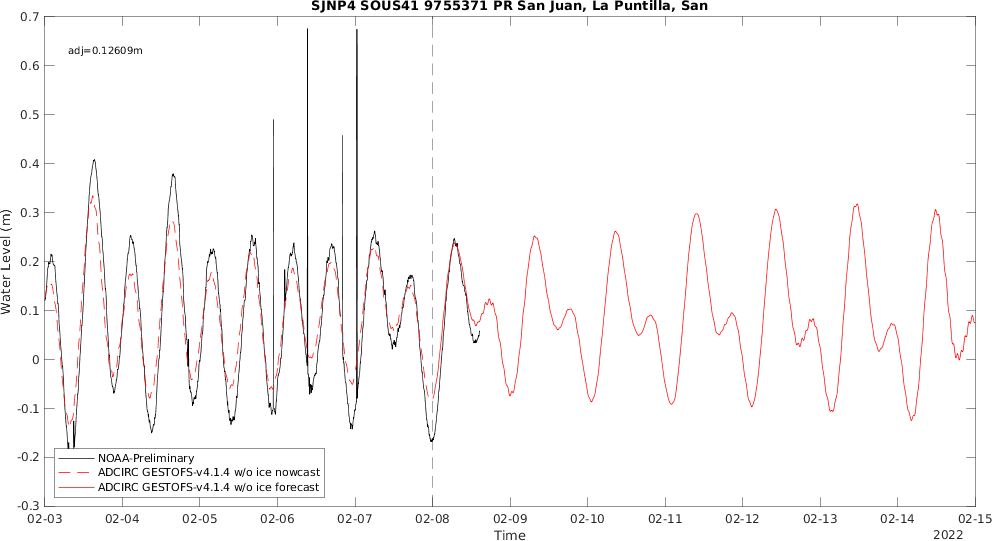 SJNP4 SOUS41 9755371 PR San Juan, La Puntilla, San
adj=0.12609m
0.7
0.6
0.5
0.4
0.3
0.2
0.1
0
-0.1
-0.2
-0.3
Water Level (m)
NOAA-Preliminary
ADCIRC GESTOFS-v4.1.4 w/o ice nowcast
ADCIRC GESTOFS-v4.1.4 w/o ice forecast
02-03 02-04 02-05 02-06 02-07 02-08 02-09 02-10 02-11 02-12 02-13 02-14 02-15
Time
2022